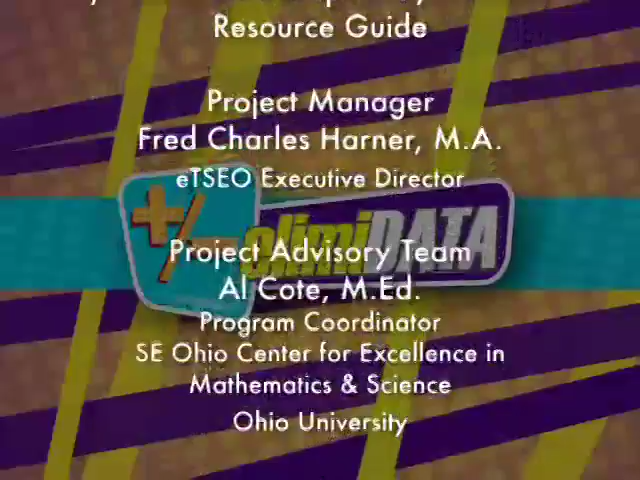 Resource Guide
Project Manager
Fred Charles Harner, M.A.
eTSEO Executive Director
+/-
olimiDATA
Project Advisory Team
Al Cote, M.Ed.
Program Coordinator
SE Ohio Center for Excellence in
Mathematics & Science
Ohio University